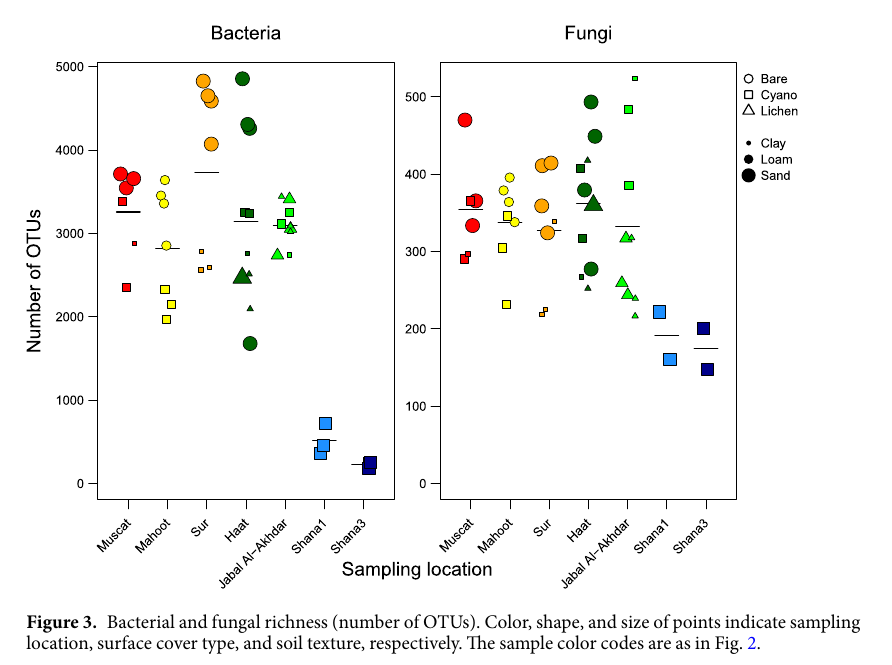 Bacteria
Fungi
Number of OTUs
5000
4000
3000
2000
1000
0
Muscat
Mahoot
Sur
Haat
Jabal Al−Akhdar
Shana1
Shana3
500
400
300
200
100
0
Muscat
Mahoot
Sur
Haat
Jabal Al−Akhdar
Shana1
Shana3
Bare
Cyano
Lichen
Clay
Loam
Sand
Sampling location
Figure 3. Bacterial and fungal richness (number of OTUs). Color, shape, and size of points indicate sampling
location, surface cover type, and soil texture, respectively. The sample color codes are as in Fig. 2.